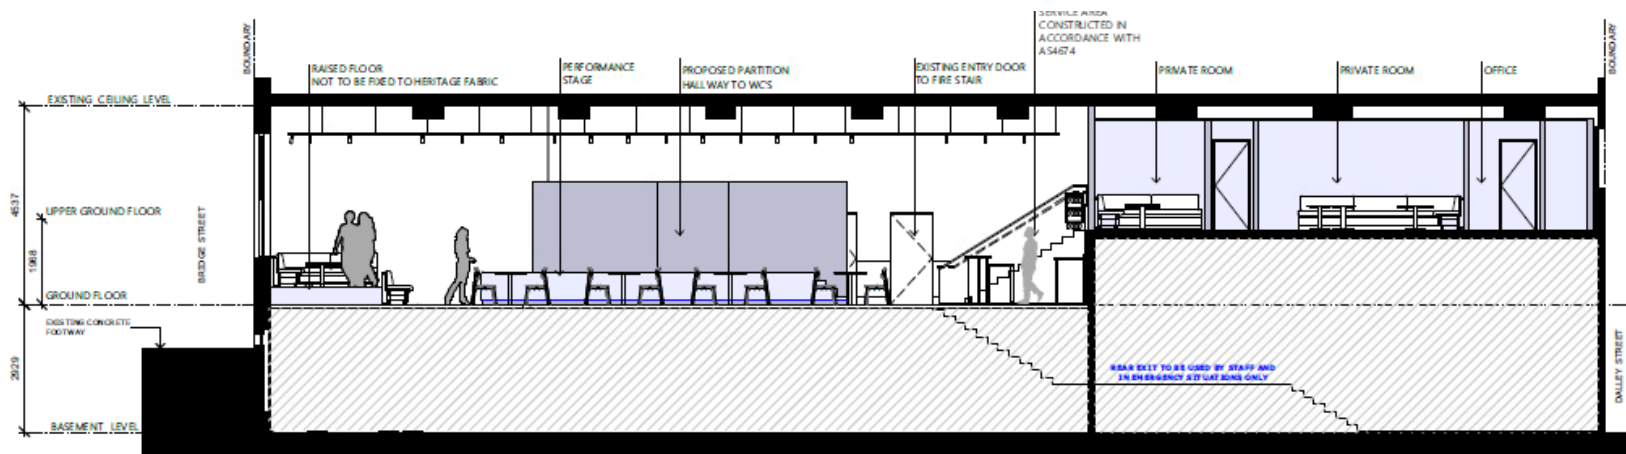 BOUNDARY
RAISED FLOOR
NOT TO BE FIXED TO HERITAGE FABRIC
PERFORMANCE
STAGE
PROPOSED PARTITION
HALLWAY TO WC'S
EXISTING ENTRY DOOR
TO FIRE STAIR
SERVICE AREA
CONSTRUCTED IN
ACCORDANCE WITH
AS4674
PRIVATE ROOM
PRIVATE ROOM
OFFICE
BOUNDARY
EXISTING CEILING LEVEL
4537
UPPER GROUND FLOOR
1968
BRIDGE STREET
GROUND FLOOR
EXISTING CONCRETE
FOOTWAY
2929
REAR EXIT TO BE USED BY STAFF AND
IN EMERGENCY SITUATIONS ONLY
DALLEY STREET
BASEMENT LEVEL